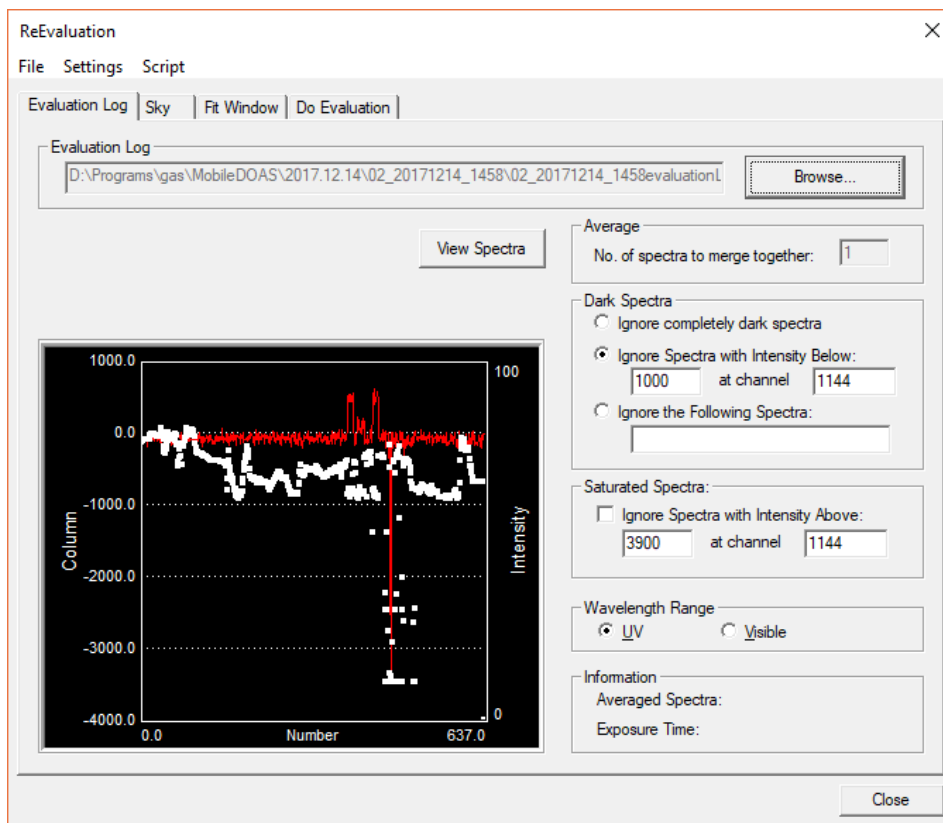 ReEvaluation
File Settings Script
Evaluation Log Sky Fit Window Do Evaluation
Evaluation Log
D:\Programs\gas\MobileDOAS\2017.12.14\02_20171214_1458\02_20171214_1458evaluationL
Browse...
View Spectra
Average
No. of spectra to merge together: 1
Dark Spectra
Ignore completely dark spectra
Ignore Spectra with Intensity Below:
1000 at channel 1144
Ignore the Following Spectra:
Saturated Spectra:
Ignore Spectra with Intensity Above:
3900 at channel 1144
Wavelength Range
UV Visible
Information
Averaged Spectra:
Exposure Time:
1000.0
0.0
-1000.0
-2000.0
-3000.0
-4000.0
Column
100
Intensity
0
0.0 Number 637.0
Close